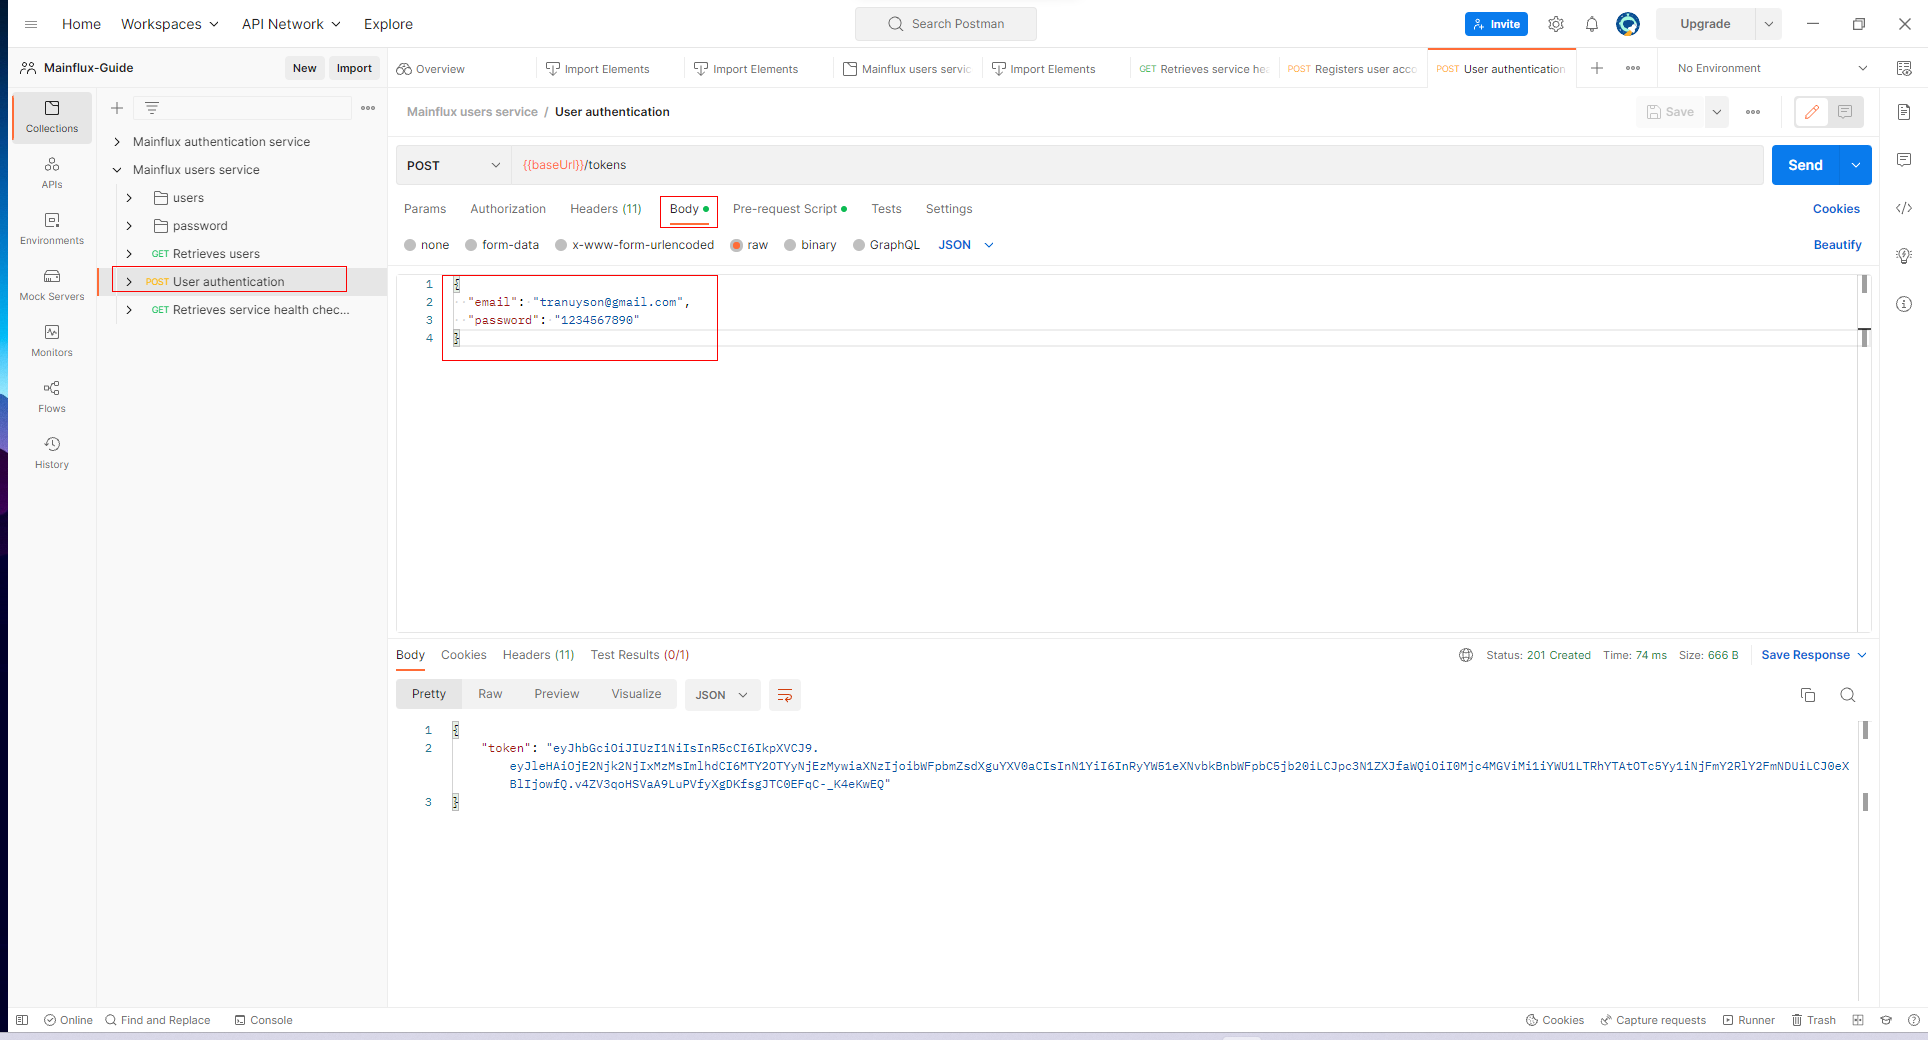 Home Workspaces API Network Explore Search Postman Invite Upgrade
Mainflux-Guide New Import Overview Import Elements Import Elements Mainflux users servic Import Elements GET Retrieves service hea POST Registers user acco POST User authentication No Environment
Collections
APIs
Environments
Mock Servers
Monitors
Flows
History
Mainflux authentication service
Mainflux users service
users
password
GET Retrieves users
POST User authentication
GET Retrieves service health chec...
Mainflux users service / User authentication Save
POST {{baseUrl}}/tokens Send
Params Authorization Headers (11) Body Pre-request Script Tests Settings Cookies
none form-data x-www-form-urlencoded raw binary GraphQL JSON Beautify
1 {
2 "email": "tranuyson@gmail.com",
3 "password": "1234567890"
4 }
Body Cookies Headers (11) Test Results (0/1) Status: 201 Created Time: 74 ms Size: 666 B Save Response
Pretty Raw Preview Visualize JSON
1 {
2 "token": "eyJhbGciOiJIUzI1NiIsInR5cCI6IkpXVCJ9.
eyJleHAiOjE2Njk2NjIxMzMsImlhdCI6MTY2OTYyNjEzMywiaXNzIjoibWFpbmZsdXguYXV0aCIsInN1YiI6InRyYW51eXNvbkBnbWFpbC5jb20iLCJpc3N1ZXJfaWQiOiI0Mjc4MGViMi1iYWU1LTRhYTAtOTc5Yy1iNjFmY2RlY2FmNDUiLCJ0eX
BlIjowfQ.v4ZV3qoHSVaA9LuPVfyXgDKfsgJTC0EFqC-_K4eKwEQ"
3 }
Online Find and Replace Console Cookies Capture requests Runner Trash